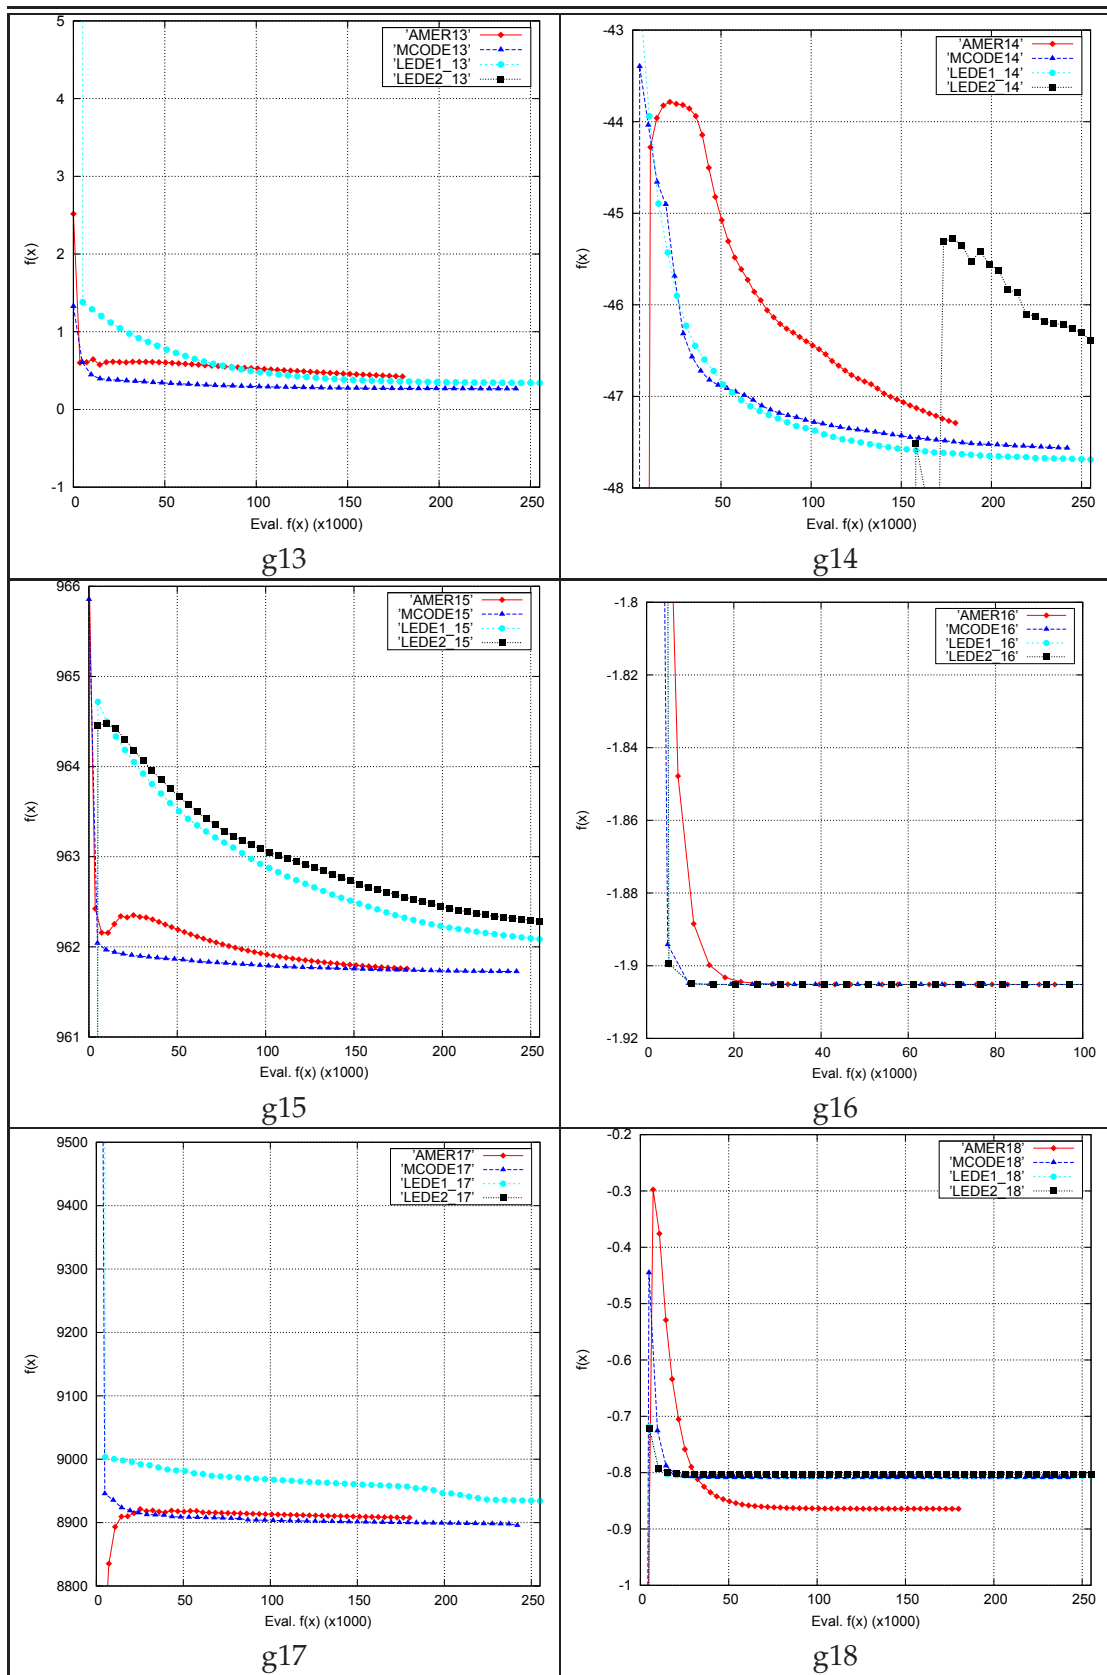 5
4
3
2
1
0
-1
f(x)
'AMER13'
'MCODE13'
'LEDE1_13'
'LEDE2_13'
0 50 100 150 200 250
Eval. f(x) (x1000)
g13
-43
-44
-45
-46
-47
-48
f(x)
'AMER14'
'MCODE14'
'LEDE1_14'
'LEDE2_14'
50 100 150 200 250
Eval. f(x) (x1000)
g14
966
965
964
963
962
961
f(x)
'AMER15'
'MCODE15'
'LEDE1_15'
'LEDE2_15'
0 50 100 150 200 250
Eval. f(x) (x1000)
g15
-1.8
-1.82
-1.84
-1.86
-1.88
-1.9
-1.92
f(x)
'AMER16'
'MCODE16'
'LEDE1_16'
'LEDE2_16'
0 20 40 60 80 100
Eval. f(x) (x1000)
g16
9500
9400
9300
9200
9100
9000
8900
8800
f(x)
'AMER17'
'MCODE17'
'LEDE1_17'
'LEDE2_17'
0 50 100 150 200 250
Eval. f(x) (x1000)
g17
-0.2
-0.3
-0.4
-0.5
-0.6
-0.7
-0.8
-0.9
-1
f(x)
'AMER18'
'MCODE18'
'LEDE1_18'
'LEDE2_18'
0 50 100 150 200 250
Eval. f(x) (x1000)
g18